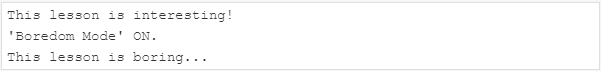 This lesson is interesting!
'Boredom Mode' ON.
This lesson is boring...